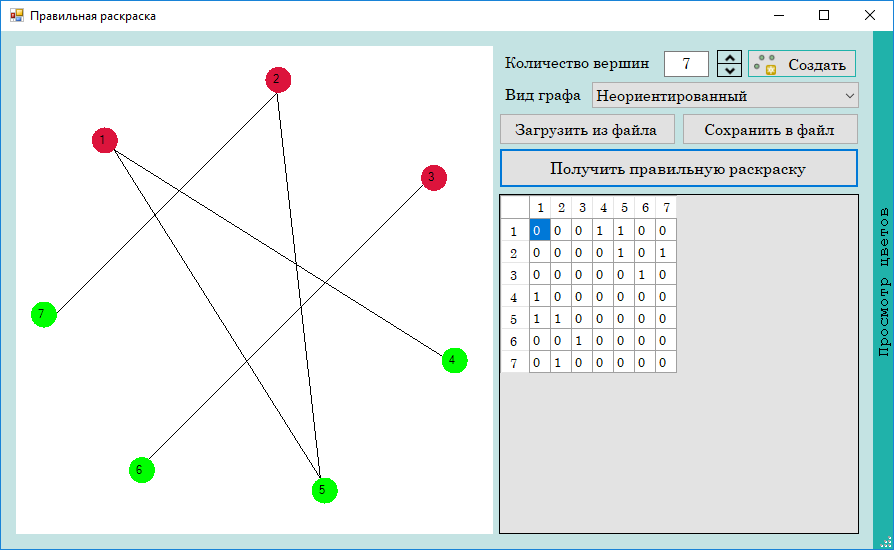 Правильная раскраска
Количество вершин 7 Создать
Вид графа Неориентированный
Загрузить из файла Сохранить в файл
Получить правильную раскраску
1 2 3 4 5 6 7
1 0 0 0 1 1 0 0
2 0 0 0 0 1 0 1
3 0 0 0 0 0 1 0
4 1 0 0 0 0 0 0
5 1 1 0 0 0 0 0
6 0 0 1 0 0 0 0
7 0 1 0 0 0 0 0
2
1
3
7
4
6
5
Просмотр цветов